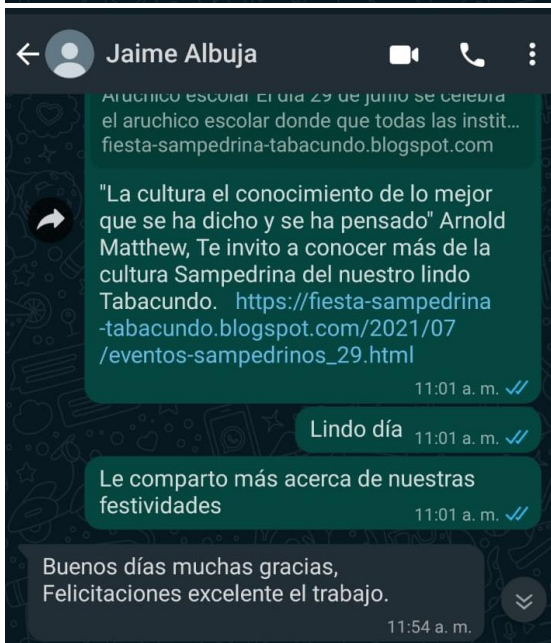 Jaime Albuja
Aruchico escolar El día 29 de junio se celebra
el aruchico escolar donde que todas las instit...
fiesta-sampedrina-tabacundo.blogspot.com
"La cultura el conocimiento de lo mejor
que se ha dicho y se ha pensado" Arnold
Matthew, Te invito a conocer más de la
cultura Sampedrina del nuestro lindo
Tabacundo. https://fiesta-sampedrina
-tabacundo.blogspot.com/2021/07
/eventos-sampedrinos_29.html
11:01 a. m.
Lindo día 11:01 a. m.
Le comparto más acerca de nuestras
festividades
11:01 a. m.
Buenos días muchas gracias,
Felicitaciones excelente el trabajo.
11:54 a. m.